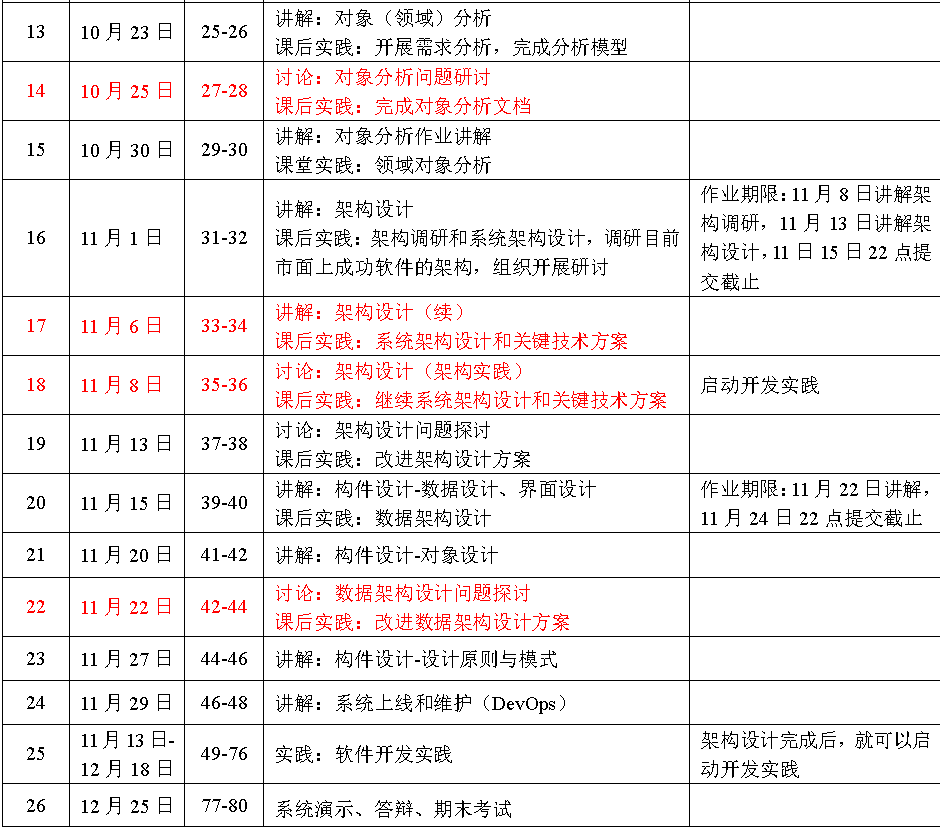 13 10 月 23 日 25-26 讲解：对象（领域）分析
课后实践：开展需求分析，完成分析模型
14 10 月 25 日 27-28 讨论：对象分析问题研讨
课后实践：完成对象分析文档
15 10 月 30 日 29-30 讲解：对象分析作业讲解
课堂实践：领域对象分析
16 11 月 1 日 31-32 讲解：架构设计
课后实践：架构调研和系统架构设计，调研目前
市面上成功软件的架构，组织开展研讨
作业期限：11 月 8 日讲解架
构调研，11 月 13 日讲解架
构设计，11 日 15 日 22 点提
交截止
17 11 月 6 日 33-34 讲解：架构设计（续）
课后实践：系统架构设计和关键技术方案
18 11 月 8 日 35-36 讨论：架构设计（架构实践）
课后实践：继续系统架构设计和关键技术方案
启动开发实践
19 11 月 13 日 37-38 讨论：架构设计问题探讨
课后实践：改进架构设计方案
20 11 月 15 日 39-40 讲解：构件设计-数据设计、界面设计
课后实践：数据架构设计
作业期限：11 月 22 日讲解，
11 月 24 日 22 点提交截止
21 11 月 20 日 41-42 讲解：构件设计-对象设计
22 11 月 22 日 42-44 讨论：数据架构设计问题探讨
课后实践：改进数据架构设计方案
23 11 月 27 日 44-46 讲解：构件设计-设计原则与模式
24 11 月 29 日 46-48 讲解：系统上线和维护（DevOps）
25 11 月 13 日-
12 月 18 日 49-76 实践：软件开发实践
架构设计完成后，就可以启
动开发实践
26 12 月 25 日 77-80 系统演示、答辩、期末考试